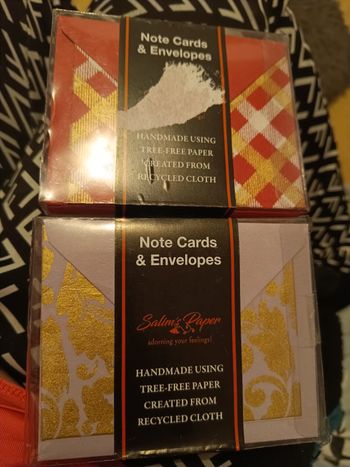 Note Cards
& Envelopes
HANDMADE USING
TREE-FREE PAPER
CREATED FROM
RECYCLED CLOTH
Note Cards
& Envelopes
Salim's Paper
adorning your feelings!
HANDMADE USING
TREE-FREE PAPER
CREATED FROM
RECYCLED CLOTH